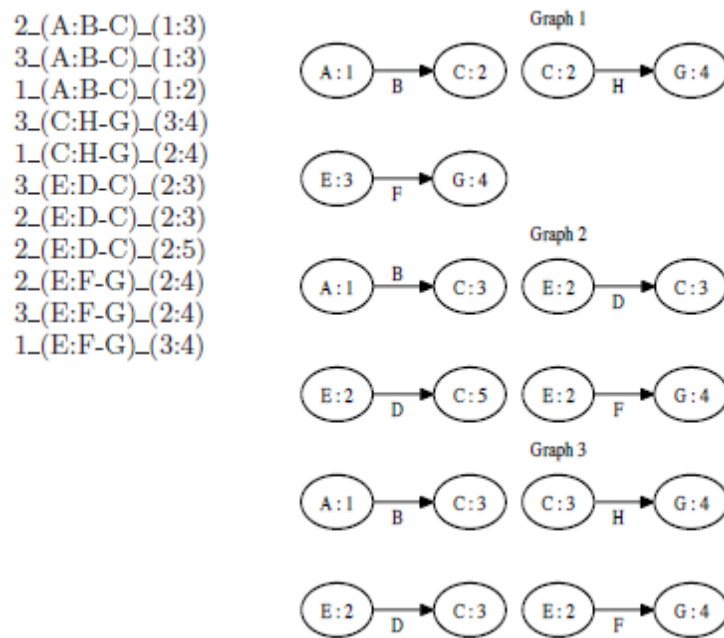 2_(A:B-C)_(1:3)
3_(A:B-C)_(1:3)
1_(A:B-C)_(1:2)
3_(C:H-G)_(3:4)
1_(C:H-G)_(2:4)
3_(E:D-C)_(2:3)
2_(E:D-C)_(2:3)
2_(E:D-C)_(2:5)
2_(E:F-G)_(2:4)
3_(E:F-G)_(2:4)
1_(E:F-G)_(3:4)
Graph 1
A:1 B C:2 C:2 H G:4
E:3 F G:4
Graph 2
A:1 B C:3 E:2 D C:3
E:2 D C:5 E:2 F G:4
Graph 3
A:1 B C:3 C:3 H G:4
E:2 D C:3 E:2 F G:4